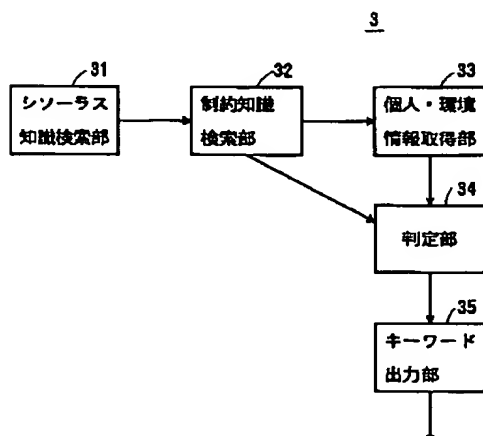 3
31
シソーラス
知識検索部
32
制約知識
検索部
33
個人・環境
情報取得部
34
判定部
35
キーワード
出力部